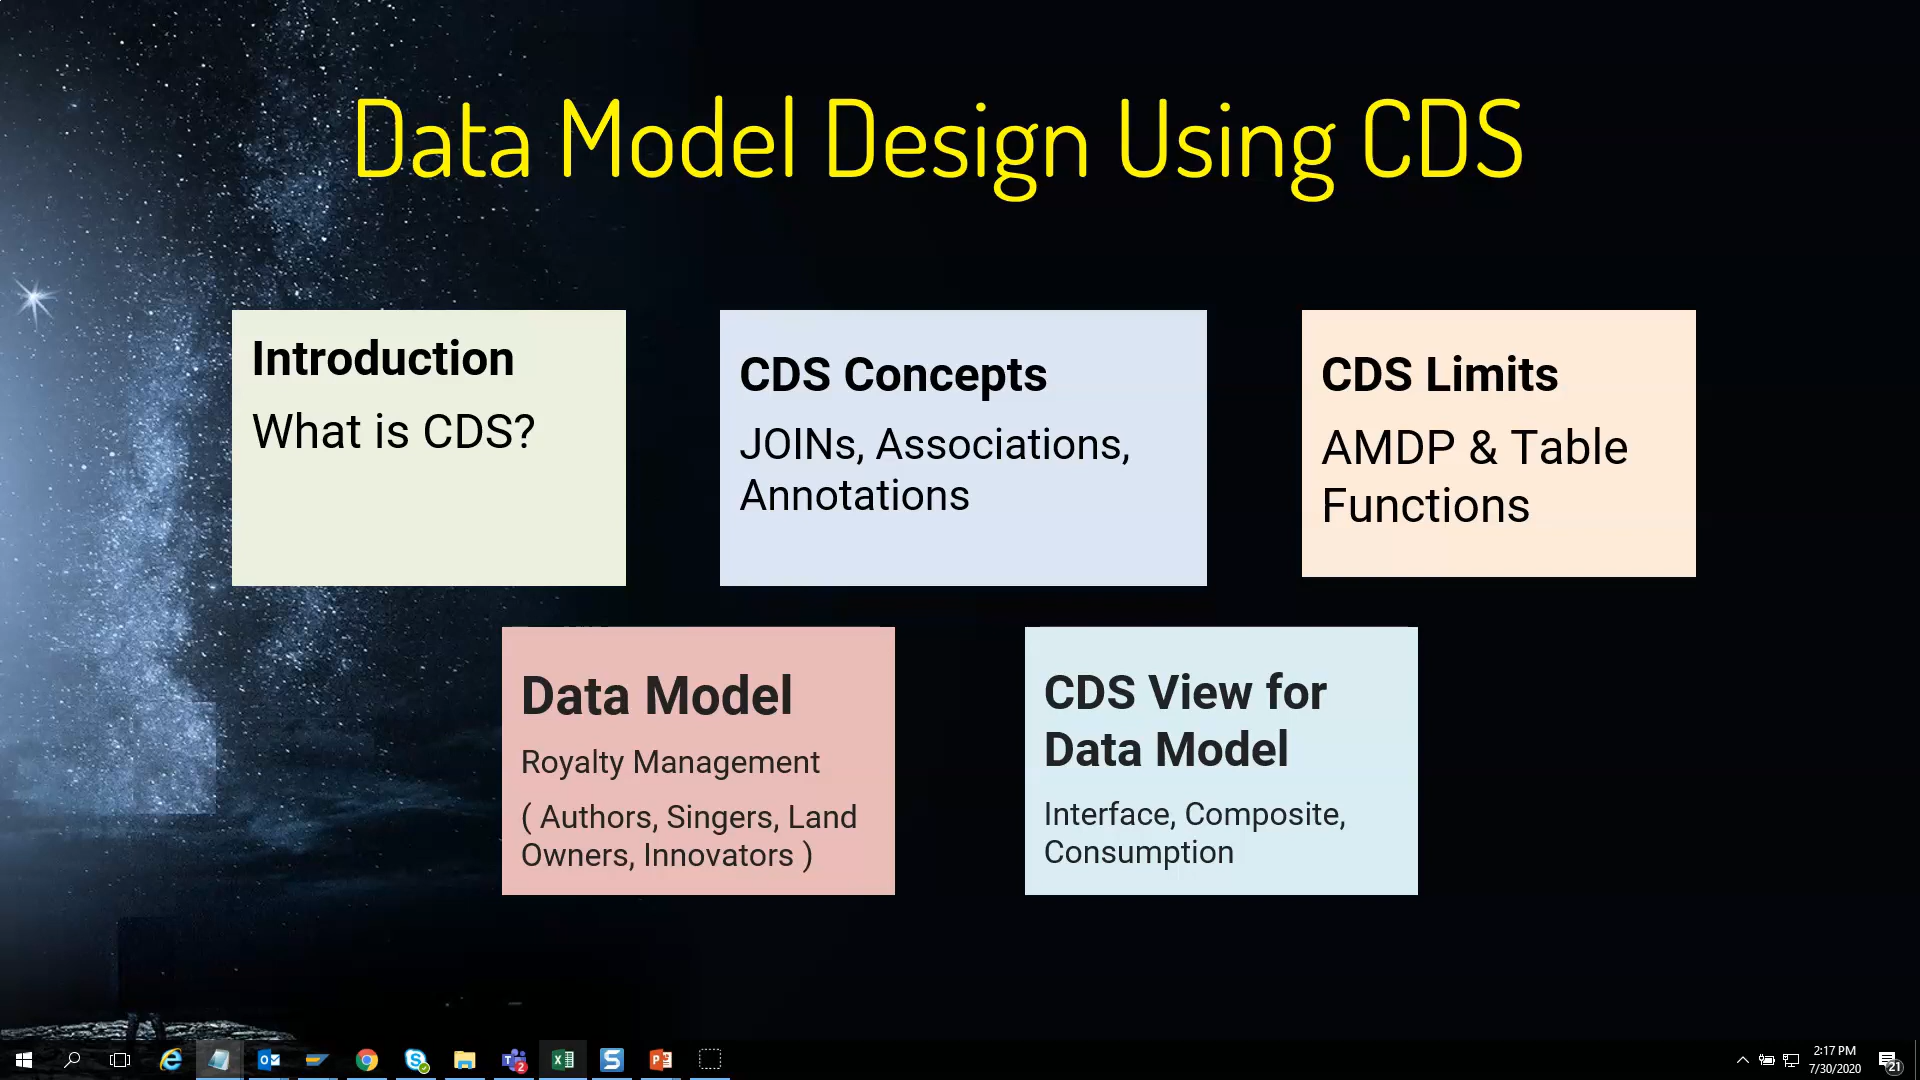 Data Model Design Using CDS
Introduction
What is CDS?
CDS Concepts
JOINs, Associations,
Annotations
CDS Limits
AMDP & Table
Functions
Data Model
Royalty Management
( Authors, Singers, Land
Owners, Innovators )
CDS View for
Data Model
Interface, Composite,
Consumption
2
2:17 PM
7/30/2020
21